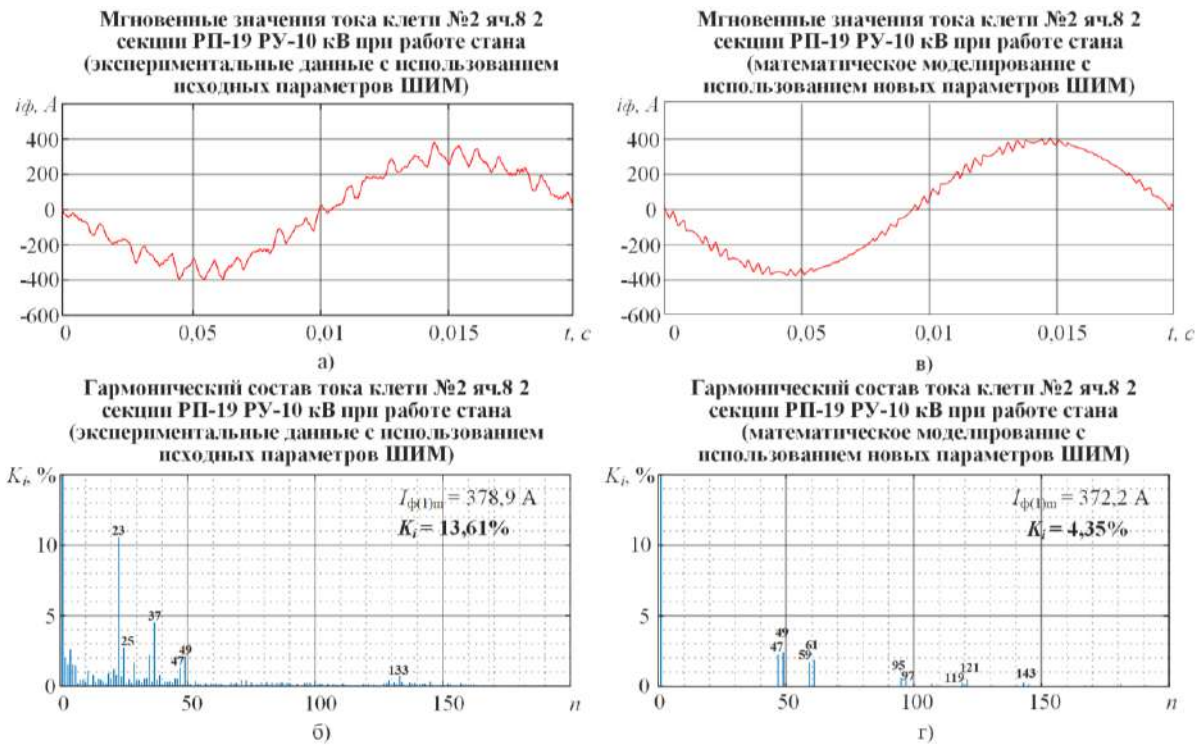 Мгновенные значения тока клети №2 яч.8 2
секции РП-19 РУ-10 кВ при работе стана
(экспериментальные данные с использованием
исходных параметров ШИМ)
iф, А
400
200
0
-200
-400
-600
0
0,05
0,01
0,015
t, с
а)
Мгновенные значения тока клети №2 яч.8 2
секции РП-19 РУ-10 кВ при работе стана
(математическое моделирование с
использованием новых параметров ШИМ)
iф, А
400
200
0
-200
-400
-600
0
0,05
0,01
0,015
t, с
в)
Гармонический состав тока клети №2 яч.8 2
секции РП-19 РУ-10 кВ при работе стана
(экспериментальные данные с использованием
исходных параметров ШИМ)
Ki, %
Iф(1)m = 378,9 А
Ki = 13,61%
10
5
0
23
25
37
47
49
133
0
50
100
150
n
б)
Гармонический состав тока клети №2 яч.8 2
секции РП-19 РУ-10 кВ при работе стана
(математическое моделирование с
использованием новых параметров ШИМ)
Ki, %
Iф(1)m = 372,2 А
Ki = 4,35%
10
5
0
47
49
59
61
95
97
119
121
143
0
50
100
150
n
г)